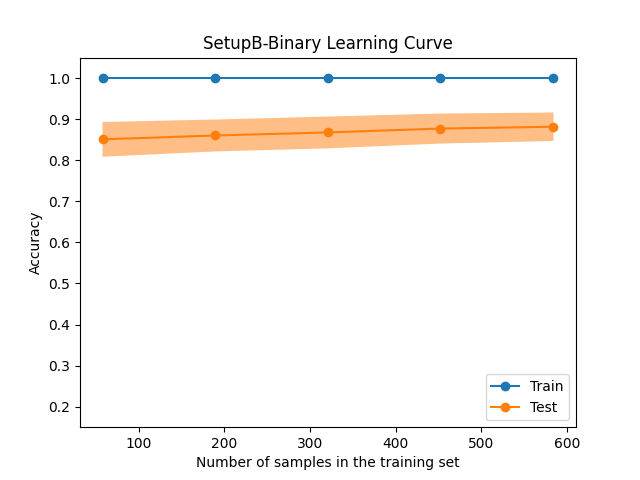 SetupB-Binary Learning Curve
Accuracy
1.0
0.9
0.8
0.7
0.6
0.5
0.4
0.3
0.2
Train
Test
100 200 300 400 500 600
Number of samples in the training set